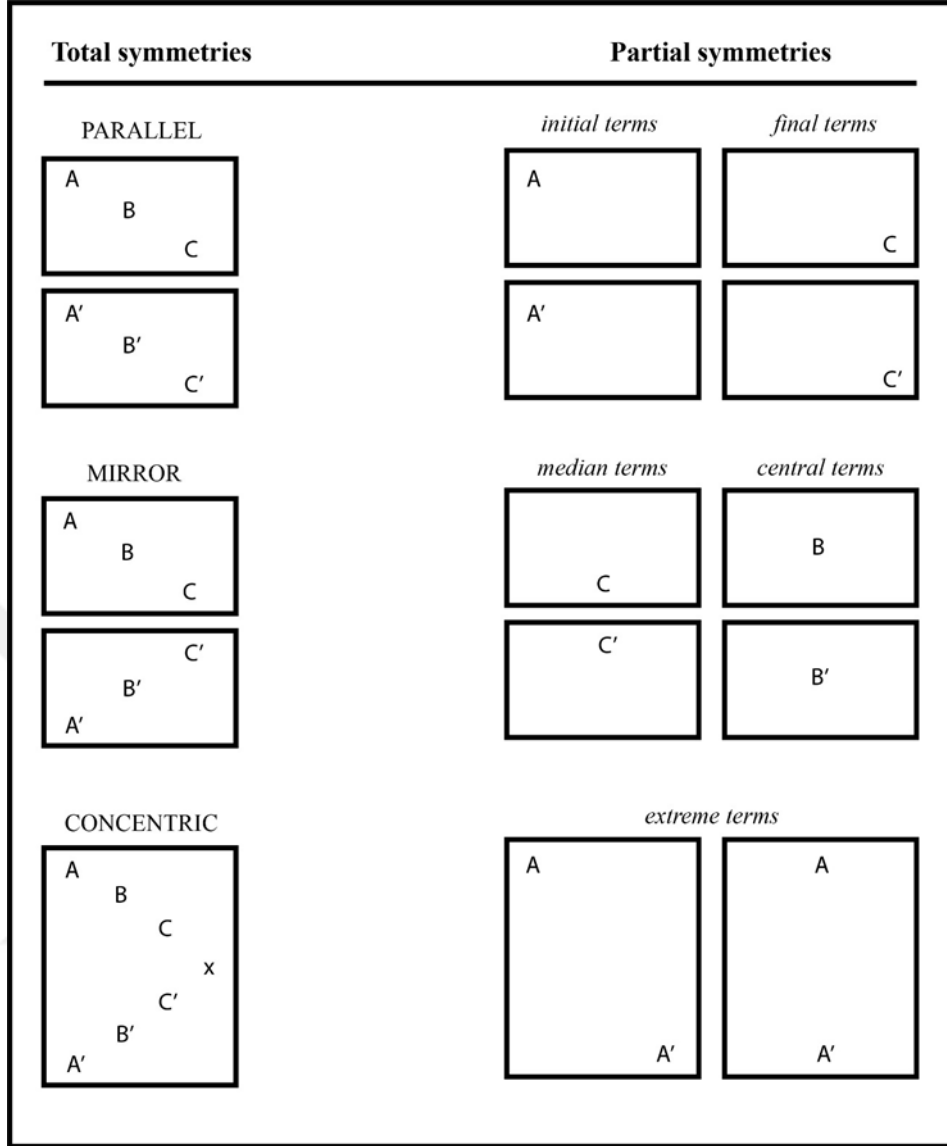 Total symmetries
Partial symmetries
PARALLEL
A
B
C
A′
B′
C′
initial terms
A
A′
final terms
C
C′
MIRROR
A
B
C
C′
B′
A′
median terms
C
C′
central terms
B
B′
CONCENTRIC
A
B
C
x
C′
B′
A′
extreme terms
A
A′
A
A′